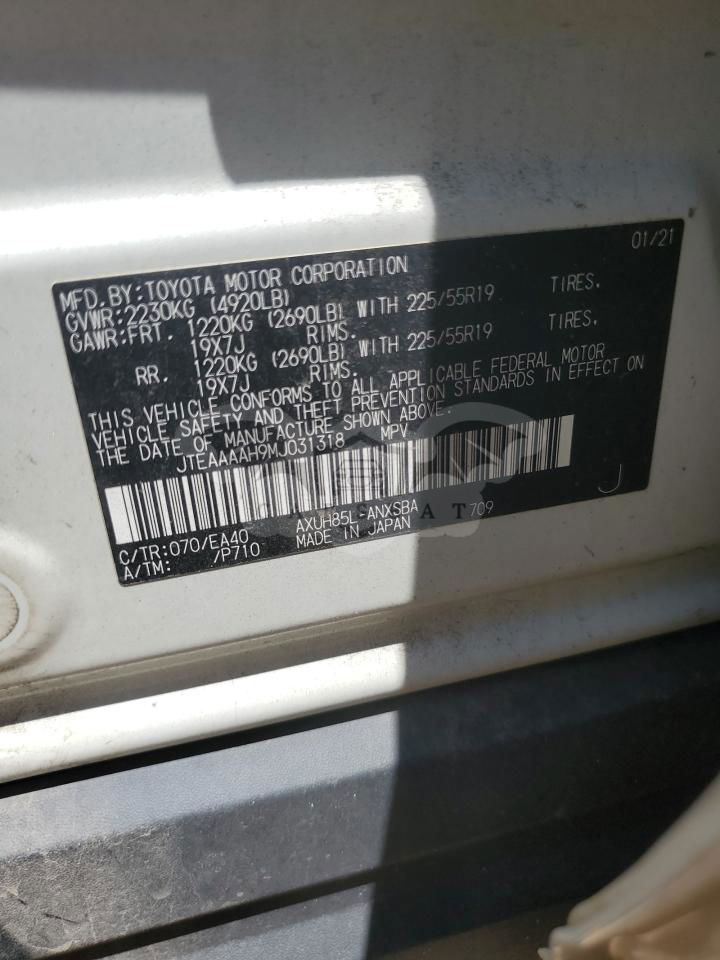 01/21
MFD.BY:TOYOTA MOTOR CORPORATION
GVWR:2230KG (4920LB)
GAWR:FRT. 1220KG (2690LB) WITH 225/55R19 TIRES.
19X7J RIMS.
RR. 1220KG (2690LB) WITH 225/55R19 TIRES.
19X7J RIMS.
THIS VEHICLE CONFORMS TO ALL APPLICABLE FEDERAL MOTOR
VEHICLE SAFETY AND THEFT PREVENTION STANDARDS IN EFFECT ON
THE DATE OF MANUFACTURE SHOWN ABOVE.
JTEAAAAH9MJ031318 MPV
C/TR:070/EA40 AXUH85L-ANXSBA 709
A/TM: /P710 MADE IN JAPAN
J